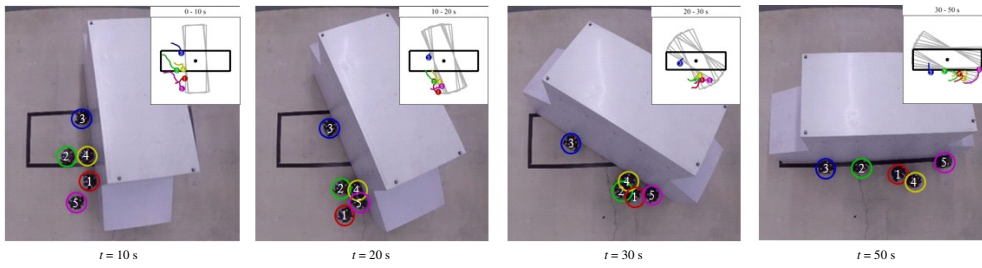 0 - 10 s
10 - 20 s
20 - 30 s
30 - 50 s
3
2 4
1
5
3
2 4
5
1
3
4
2 1 5
3 2 1 4 5
t = 10 s
t = 20 s
t = 30 s
t = 50 s